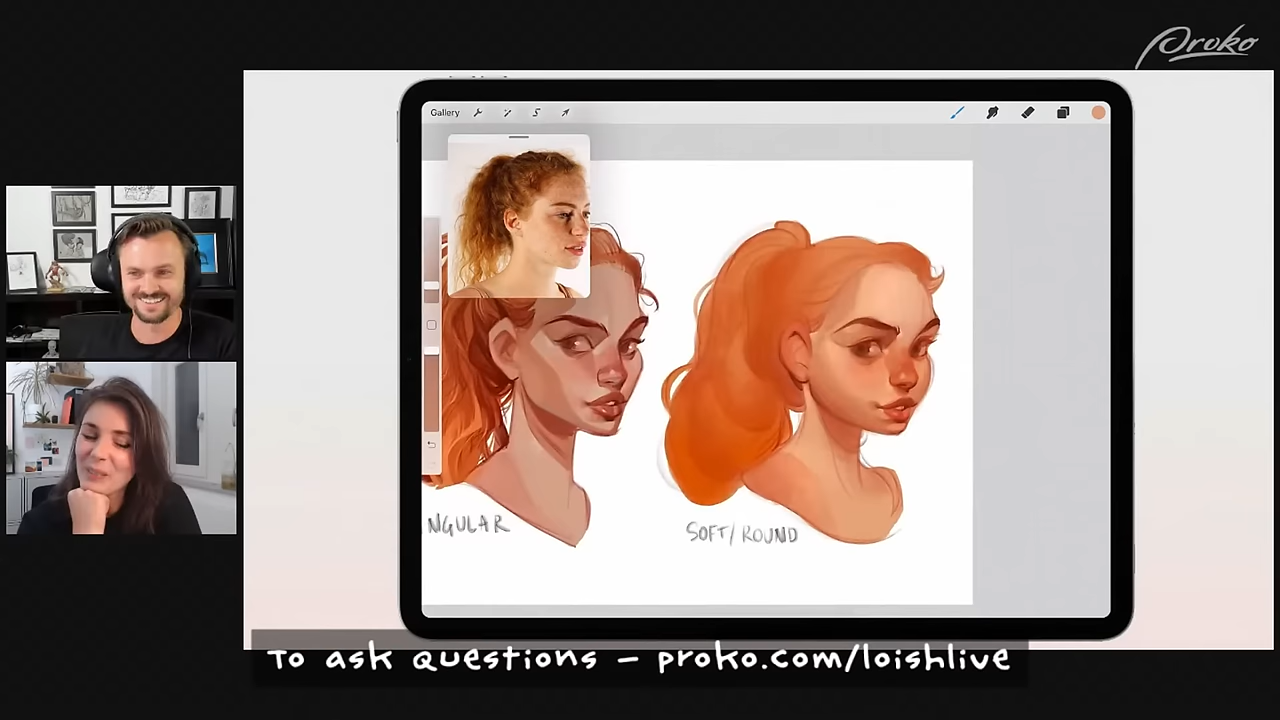 Proko
Gallery
NGULAR
SOFT/ROUND
To ask questions – proko.com/loishlive